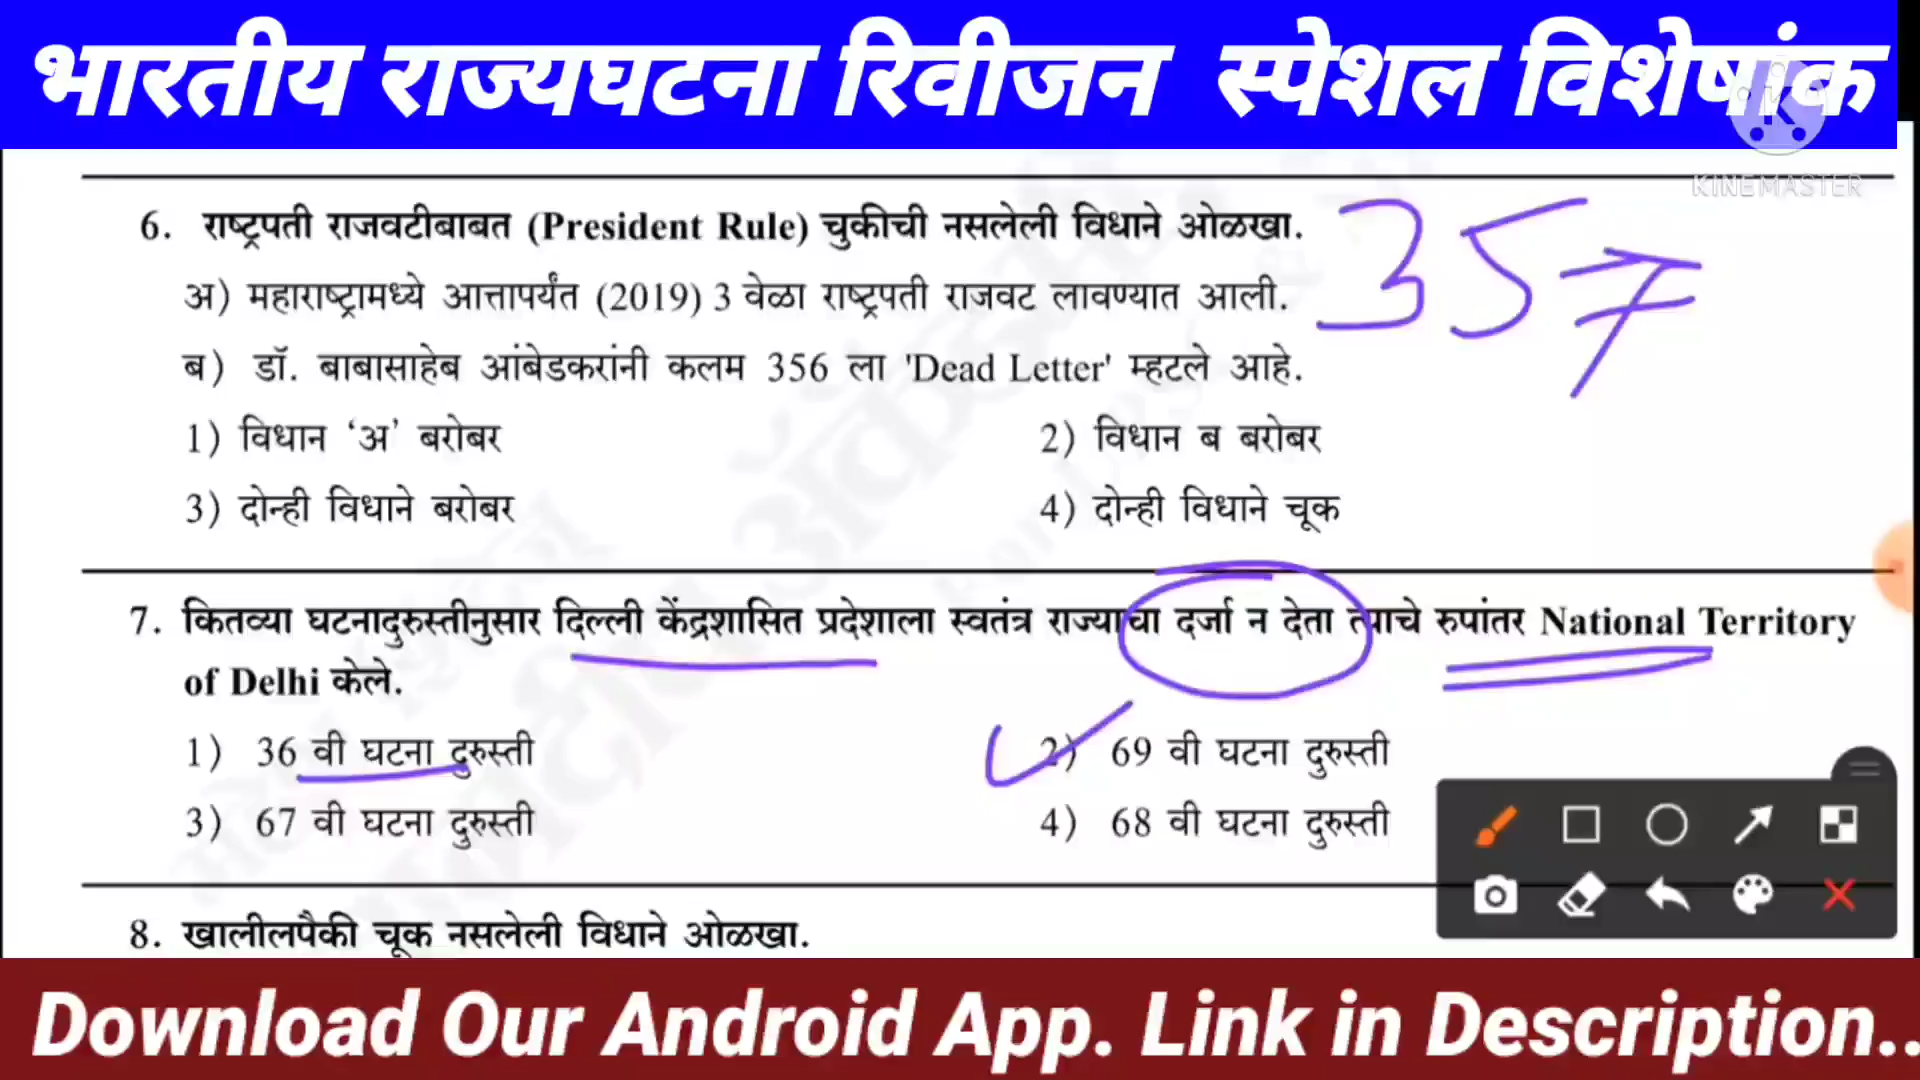 भारतीय राज्यघटना रिवीजन स्पेशल विशेषांक
KINEMASTER
6. राष्ट्रपती राजवटीबाबत (President Rule) चुकीची नसलेली विधाने ओळखा.
357
अ) महाराष्ट्रामध्ये आत्तापर्यंत (2019) 3 वेळा राष्ट्रपती राजवट लावण्यात आली.
ब) डॉ. बाबासाहेब आंबेडकरांनी कलम 356 ला 'Dead Letter' म्हटले आहे.
1) विधान ‘अ’ बरोबर 2) विधान ब बरोबर
3) दोन्ही विधाने बरोबर 4) दोन्ही विधाने चूक
7. कितव्या घटनादुरुस्तीनुसार दिल्ली केंद्रशासित प्रदेशाला स्वतंत्र राज्याचा दर्जा न देता त्याचे रुपांतर National Territory
of Delhi केले.
1) 36 वी घटना दुरुस्ती 2) 69 वी घटना दुरुस्ती
3) 67 वी घटना दुरुस्ती 4) 68 वी घटना दुरुस्ती
8. खालीलपैकी चूक नसलेली विधाने ओळखा.
Download Our Android App. Link in Description..